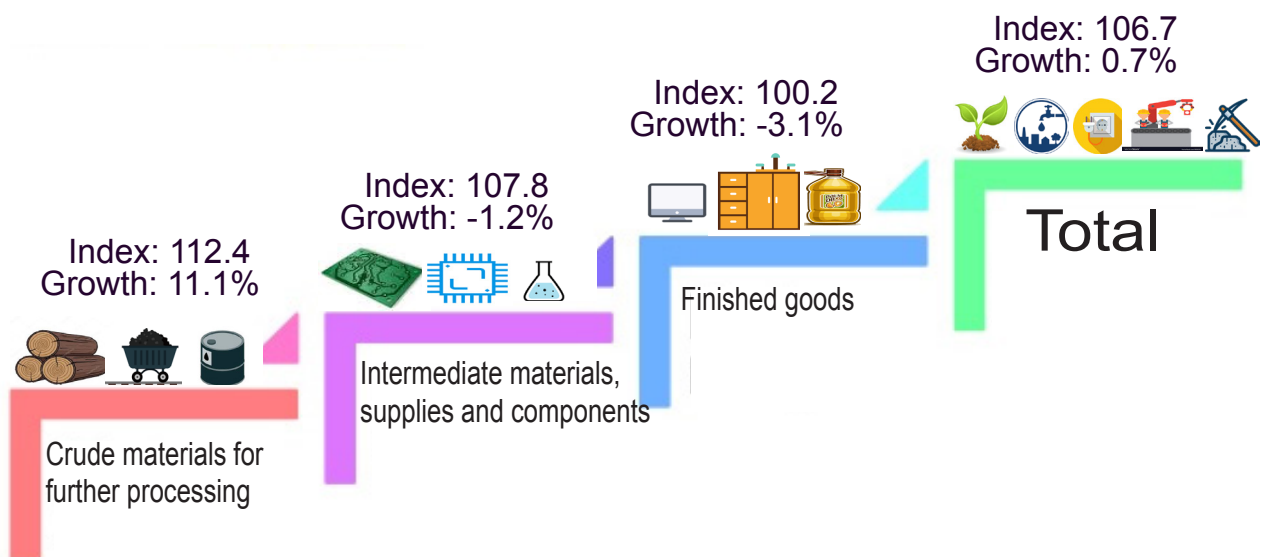 Index: 112.4
Growth: 11.1%
Crude materials for
further processing
Index: 107.8
Growth: -1.2%
Intermediate materials,
supplies and components
Index: 100.2
Growth: -3.1%
Finished goods
Index: 106.7
Growth: 0.7%
Total